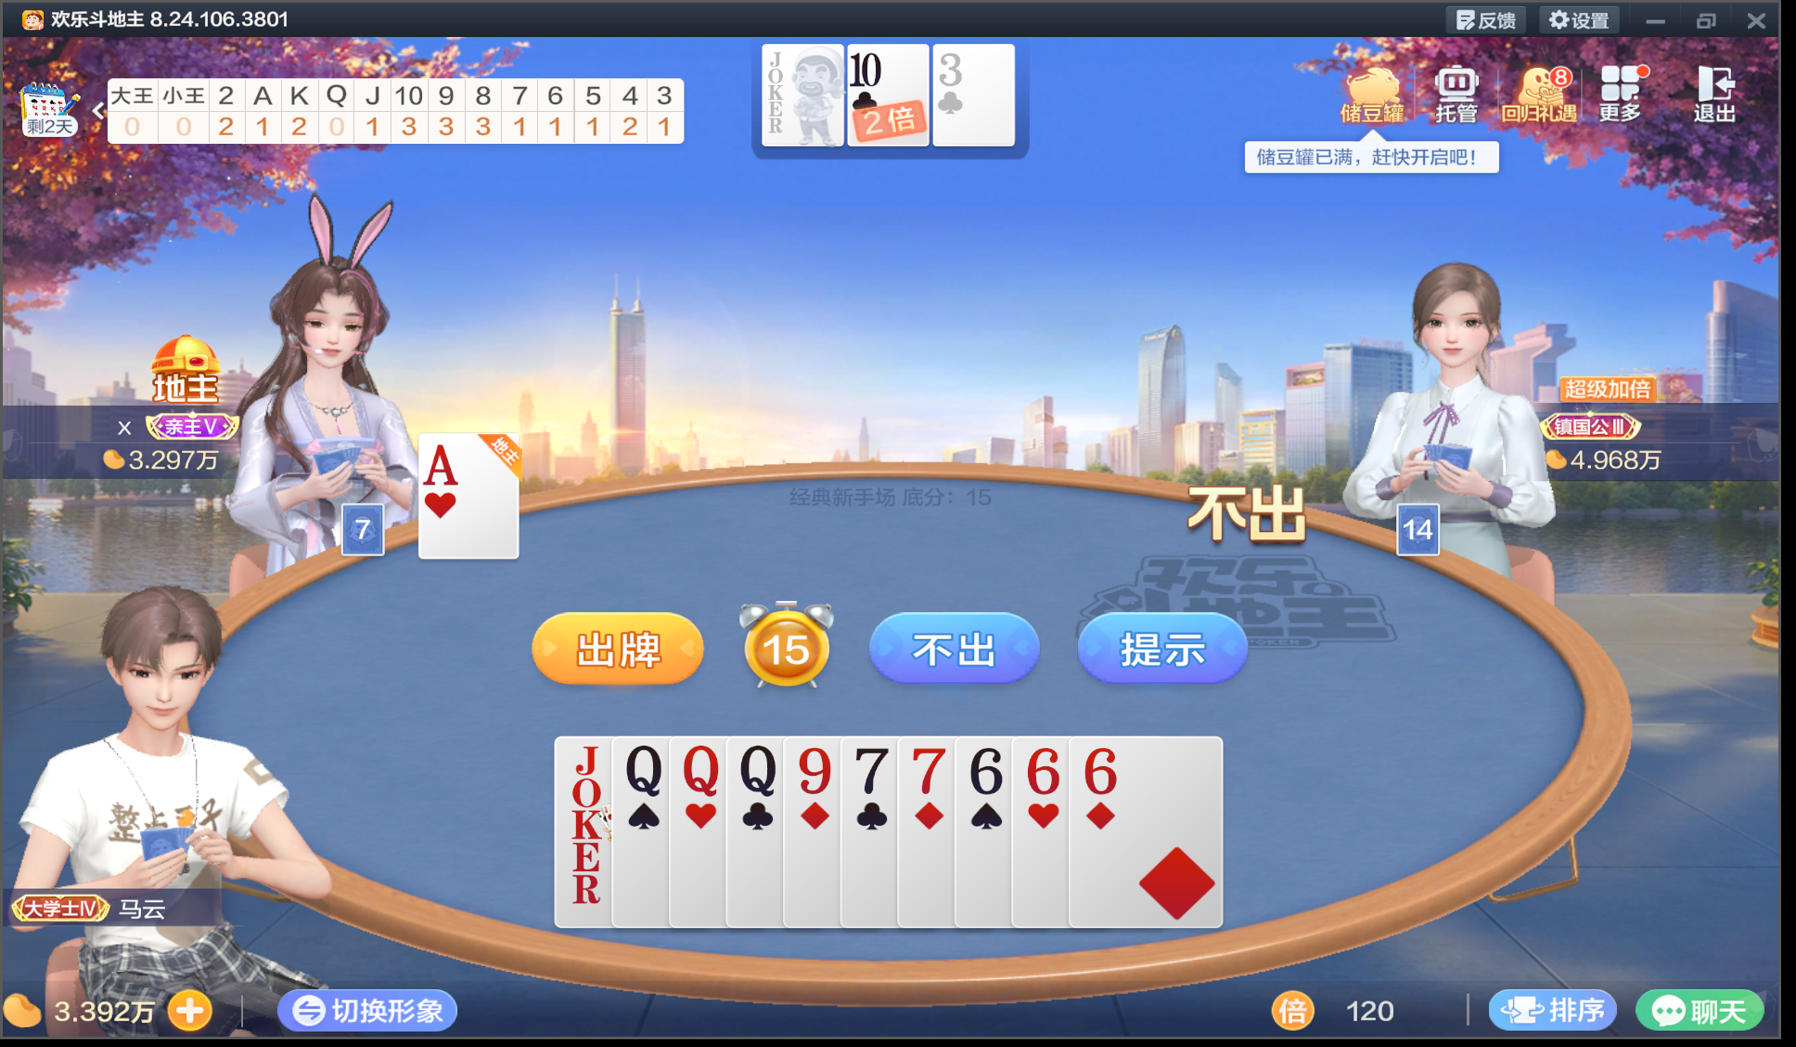 欢乐斗地主 8.24.106.3801
反馈
设置
剩2天
大王 小王 2 A K Q J 10 9 8 7 6 5 4 3
0 0 2 1 2 0 1 3 3 3 1 1 1 2 1
JOKER
10
2倍
3
储豆罐
托管
8
回归礼遇
更多
退出
储豆罐已满，赶快开启吧！
地主
x 亲王V
3.297万
7
A
地主
经典新手场 底分：15
不出
超级加倍
镇国公III
4.968万
14
欢乐斗地主
POKER
出牌
15
不出
提示
JOKER Q Q Q 9 7 7 6 6 6
大学士IV 马云
3.392万
切换形象
倍 120
排序
聊天